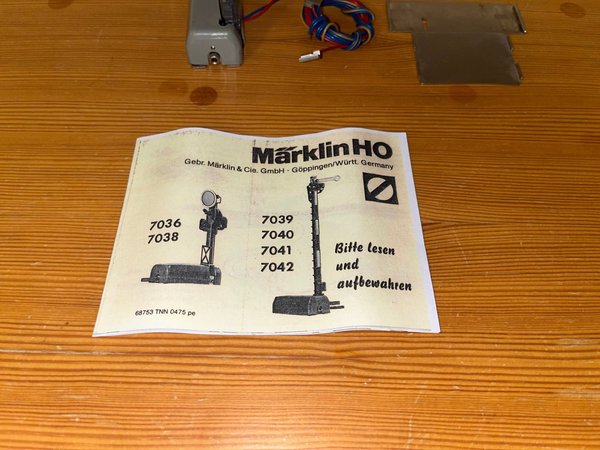 Märklin HO
Gebr. Märklin & Cie. GmbH · Göppingen/Württ. Germany
7036
7038
7039
7040
7041
7042
Bitte lesen
und
aufbewahren
68753 TNN 0475 pe